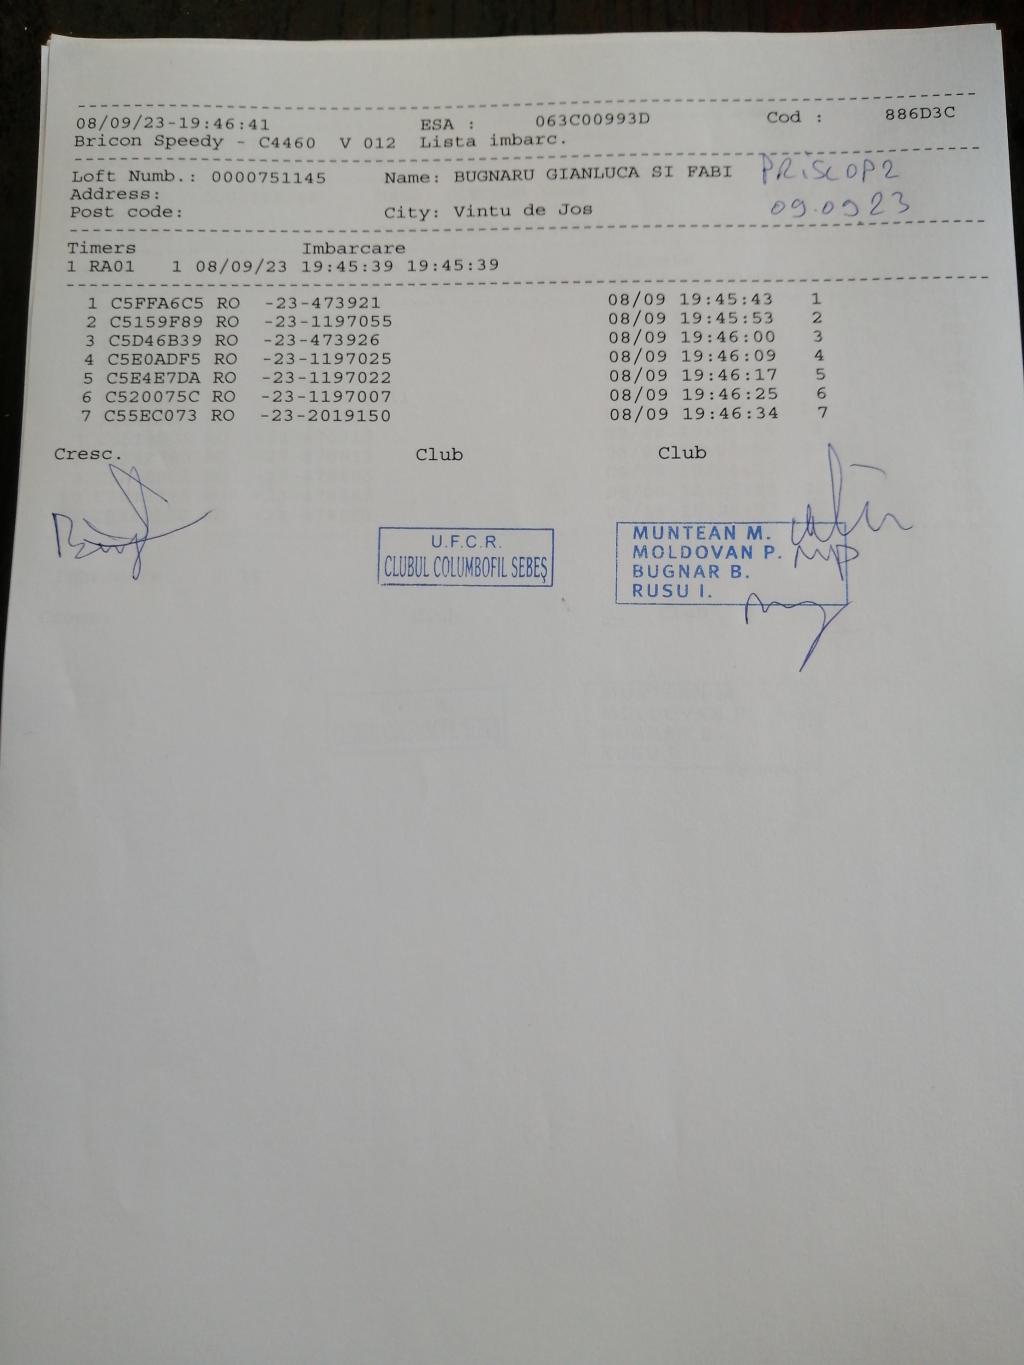 08/09/23-19:46:41 ESA : 063C00993D Cod : 886D3C
Bricon Speedy - C4460 V 012 Lista imbarc.
Loft Numb.: 0000751145 Name: BUGNARU GIANLUCA SI FABI PRISCOP2
Address:
Post code: City: Vintu de Jos 09.09 23
Timers Imbarcare
1 RA01 1 08/09/23 19:45:39 19:45:39
1 C5FFA6C5 RO -23-473921 08/09 19:45:43 1
2 C5159F89 RO -23-1197055 08/09 19:45:53 2
3 C5D46B39 RO -23-473926 08/09 19:46:00 3
4 C5E0ADF5 RO -23-1197025 08/09 19:46:09 4
5 C5E4E7DA RO -23-1197022 08/09 19:46:17 5
6 C520075C RO -23-1197007 08/09 19:46:25 6
7 C55EC073 RO -23-2019150 08/09 19:46:34 7
Cresc. Club Club
U.F.C.R.
CLUBUL COLUMBOFIL SEBEȘ
MUNTEAN M.
MOLDOVAN P.
BUGNAR B.
RUSU I.